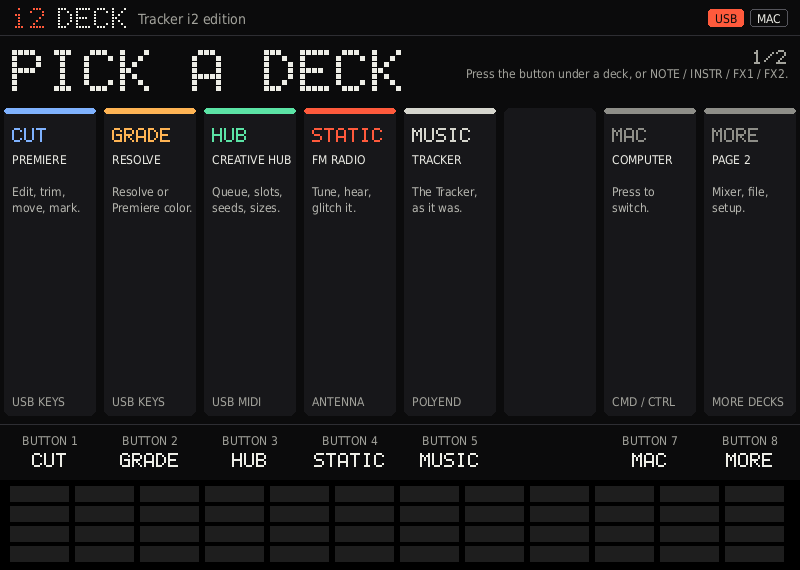 i2 DECK Tracker i2 edition USB MAC
PICK A DECK
1/2
Press the button under a deck, or NOTE / INSTR / FX1 / FX2.
CUT
PREMIERE
Edit, trim,
move, mark.
USB KEYS
GRADE
RESOLVE
Resolve or
Premiere color.
USB KEYS
HUB
CREATIVE HUB
Queue, slots,
seeds, sizes.
USB MIDI
STATIC
FM RADIO
Tune, hear,
glitch it.
ANTENNA
MUSIC
TRACKER
The Tracker,
as it was.
POLYEND
MAC
COMPUTER
Press to
switch.
CMD / CTRL
MORE
PAGE 2
Mixer, file,
setup.
MORE DECKS
BUTTON 1
CUT
BUTTON 2
GRADE
BUTTON 3
HUB
BUTTON 4
STATIC
BUTTON 5
MUSIC
BUTTON 7
MAC
BUTTON 8
MORE